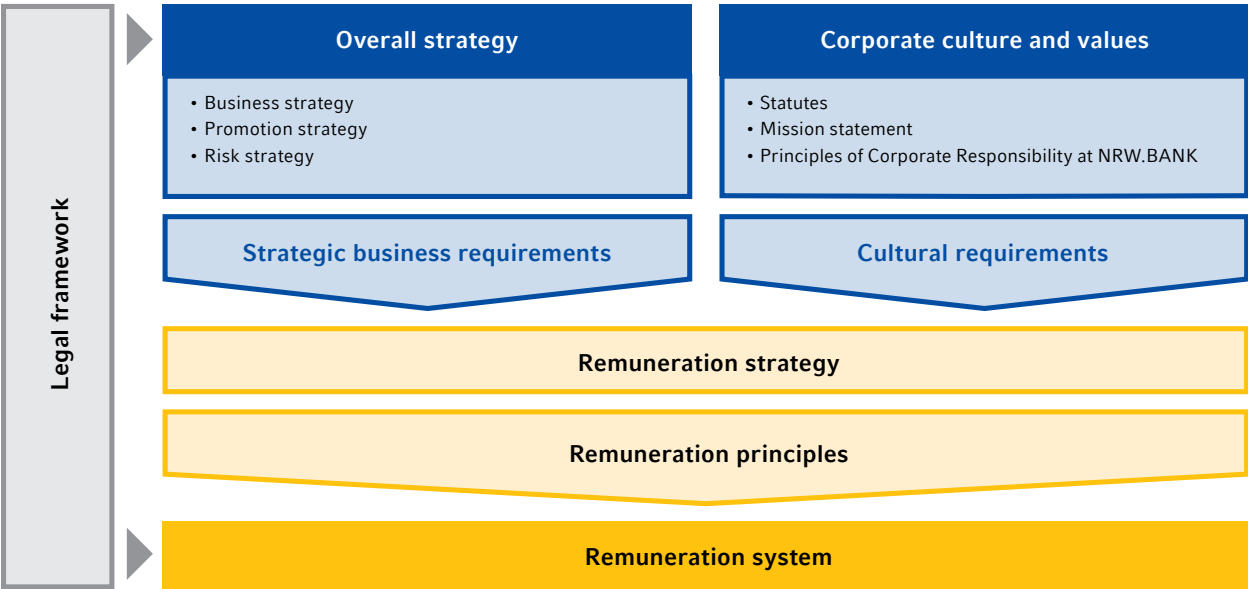 Legal framework
Overall strategy
• Business strategy
• Promotion strategy
• Risk strategy
Corporate culture and values
• Statutes
• Mission statement
• Principles of Corporate Responsibility at NRW.BANK
Strategic business requirements
Cultural requirements
Remuneration strategy
Remuneration principles
Remuneration system